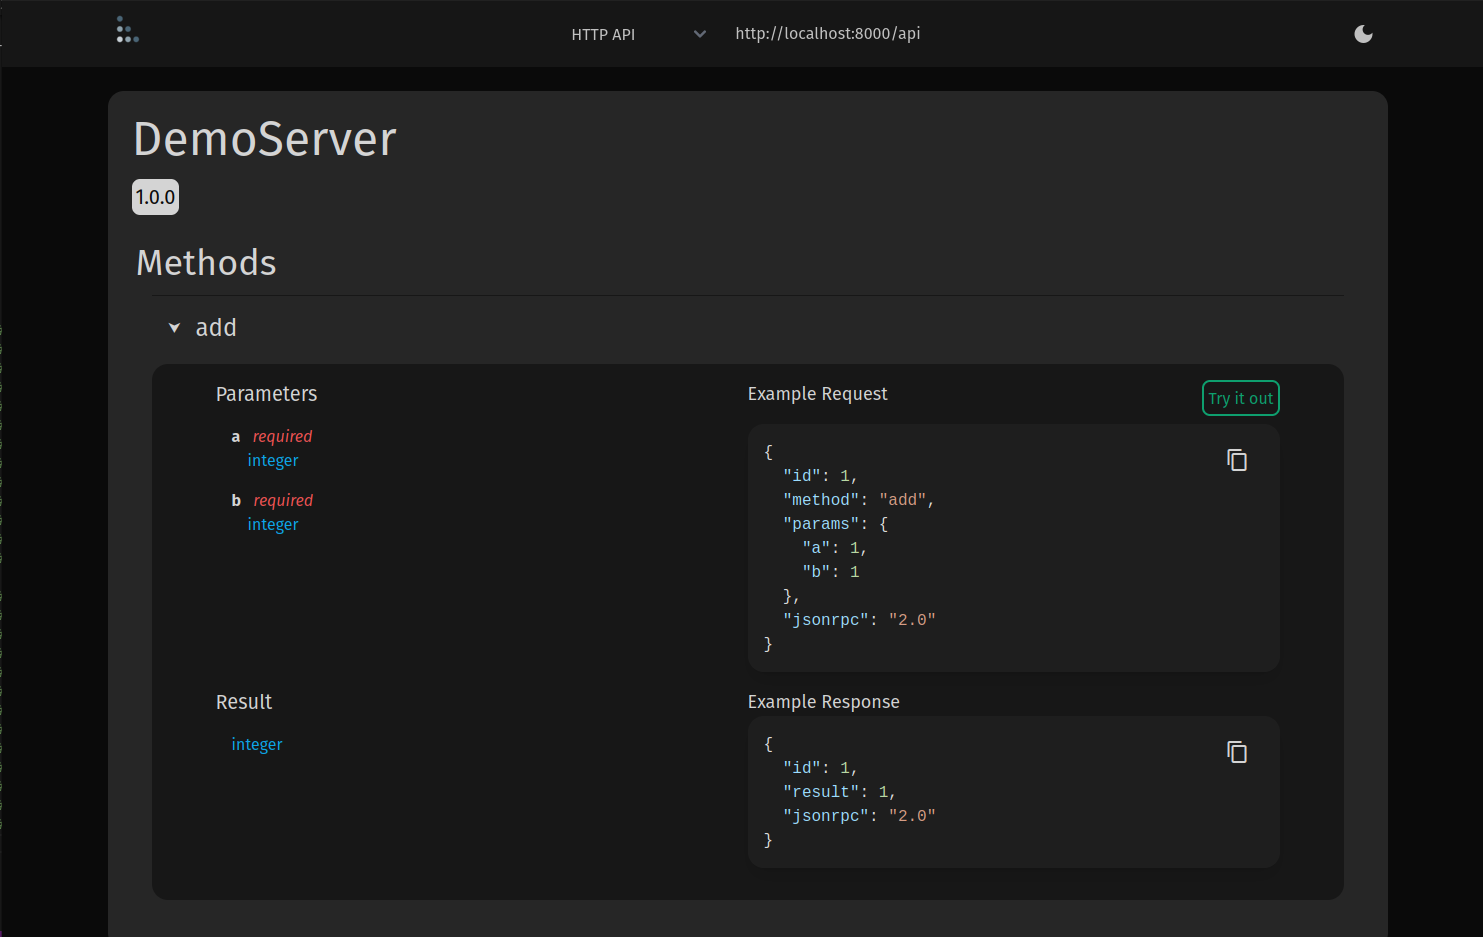 HTTP API http://localhost:8000/api
DemoServer
1.0.0
Methods
add
Parameters
a required
integer
b required
integer
Example Request
Try it out
{
  "id": 1,
  "method": "add",
  "params": {
    "a": 1,
    "b": 1
  },
  "jsonrpc": "2.0"
}
Result
integer
Example Response
{
  "id": 1,
  "result": 1,
  "jsonrpc": "2.0"
}